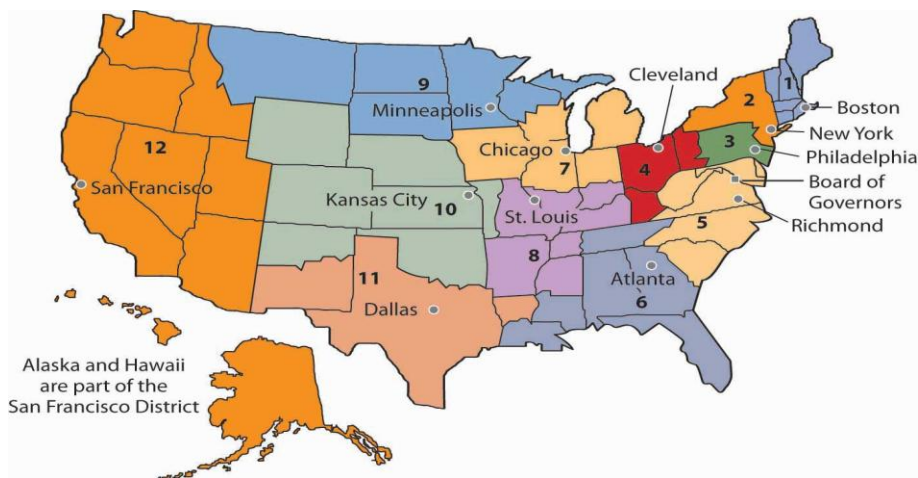 9
1
Cleveland
2
Minneapolis
Boston
New York
12
Chicago
3
Philadelphia
7
4
San Francisco
Kansas City
Board of
Governors
10
St. Louis
5
Richmond
8
11
Atlanta
6
Dallas
Alaska and Hawaii
are part of the
San Francisco District